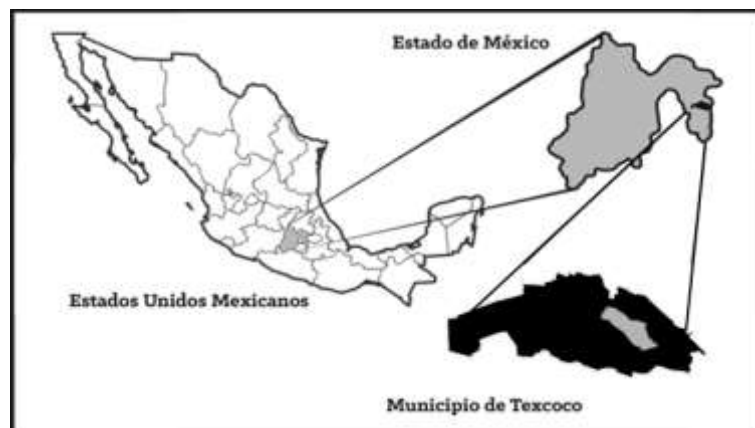 Estado de México
Estados Unidos Mexicanos
Municipio de Texcoco